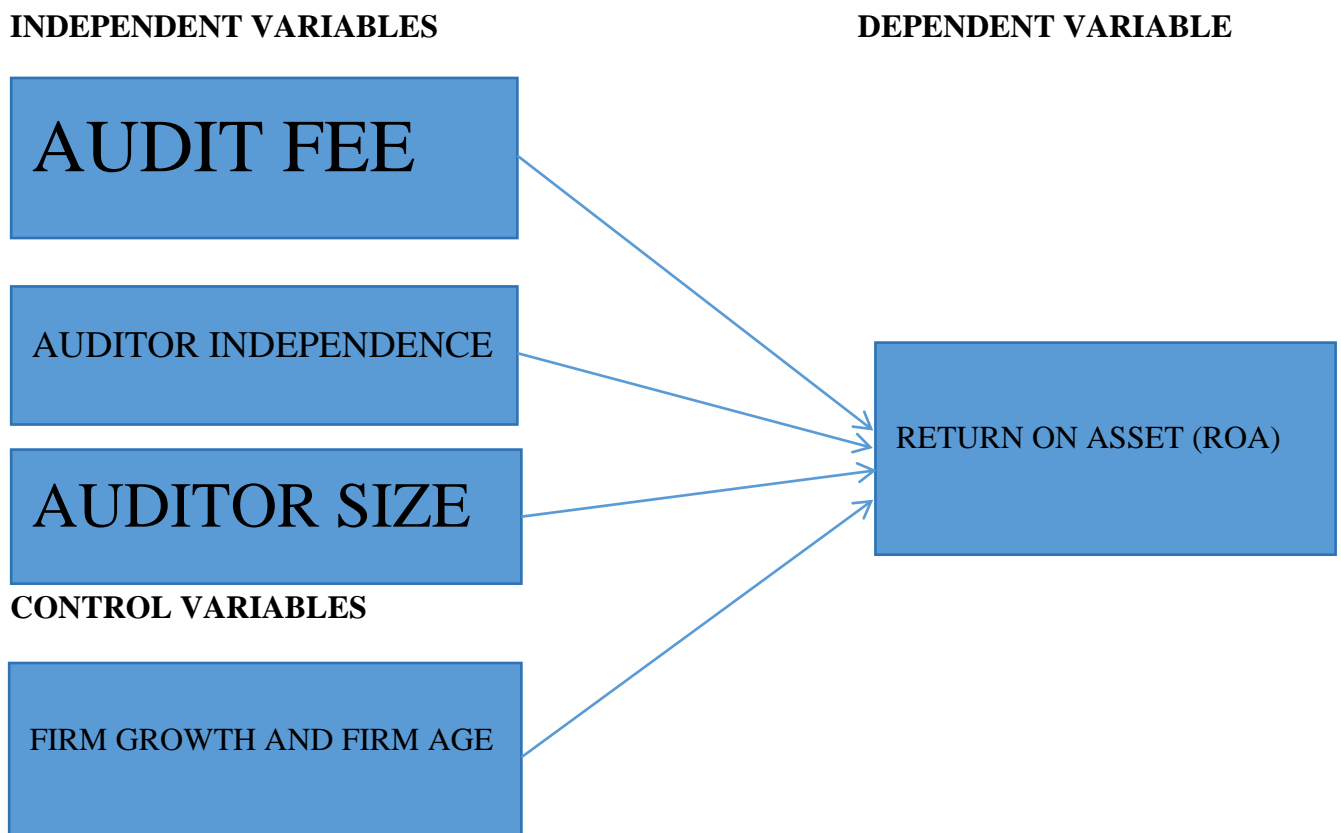 INDEPENDENT VARIABLES
DEPENDENT VARIABLE
AUDIT FEE
AUDITOR INDEPENDENCE
RETURN ON ASSET (ROA)
AUDITOR SIZE
CONTROL VARIABLES
FIRM GROWTH AND FIRM AGE